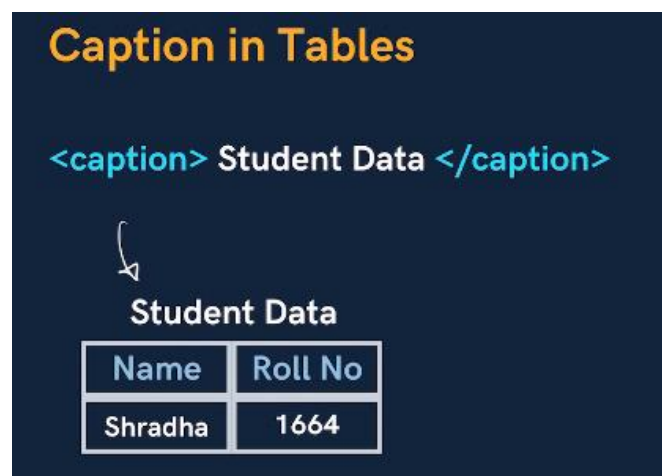 Caption in Tables
<caption> Student Data </caption>
Student Data
Name Roll No
Shradha 1664